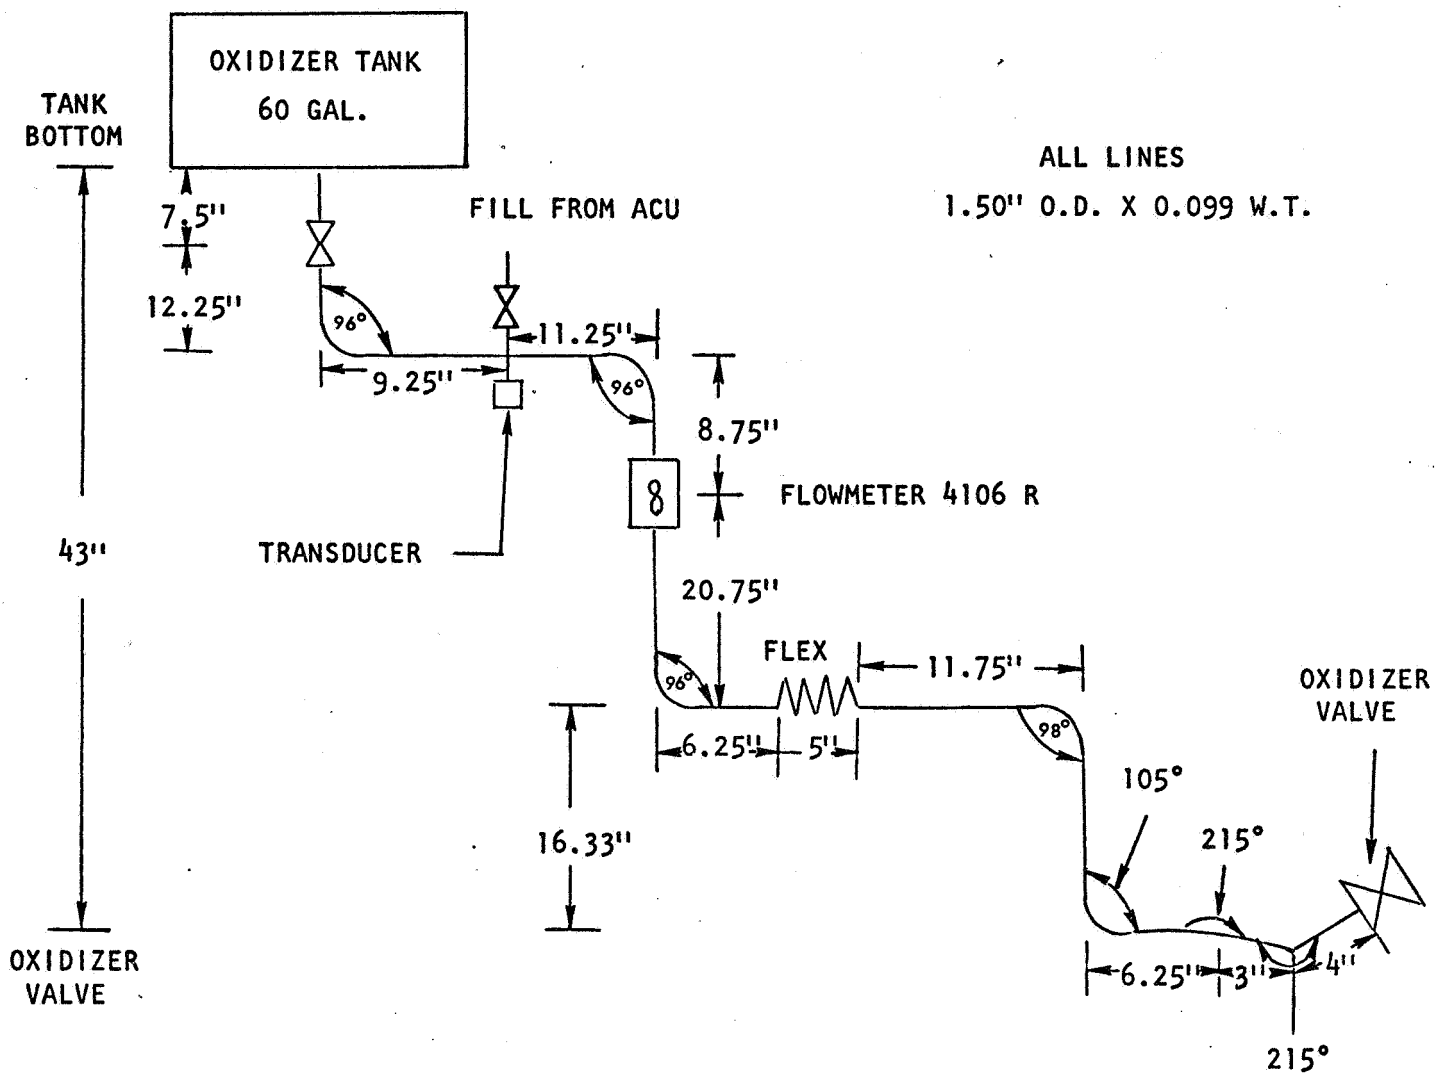 OXIDIZER TANK
60 GAL.
TANK
BOTTOM
ALL LINES
1.50" O.D. X 0.099 W.T.
7.5"
FILL FROM ACU
12.25"
96°
11.25"
9.25"
96°
8.75"
8
FLOWMETER 4106 R
43"
TRANSDUCER
20.75"
FLEX
11.75"
96°
OXIDIZER
VALVE
6.25"
5"
98°
105°
16.33"
215°
OXIDIZER
VALVE
6.25"
3"
4"
215°